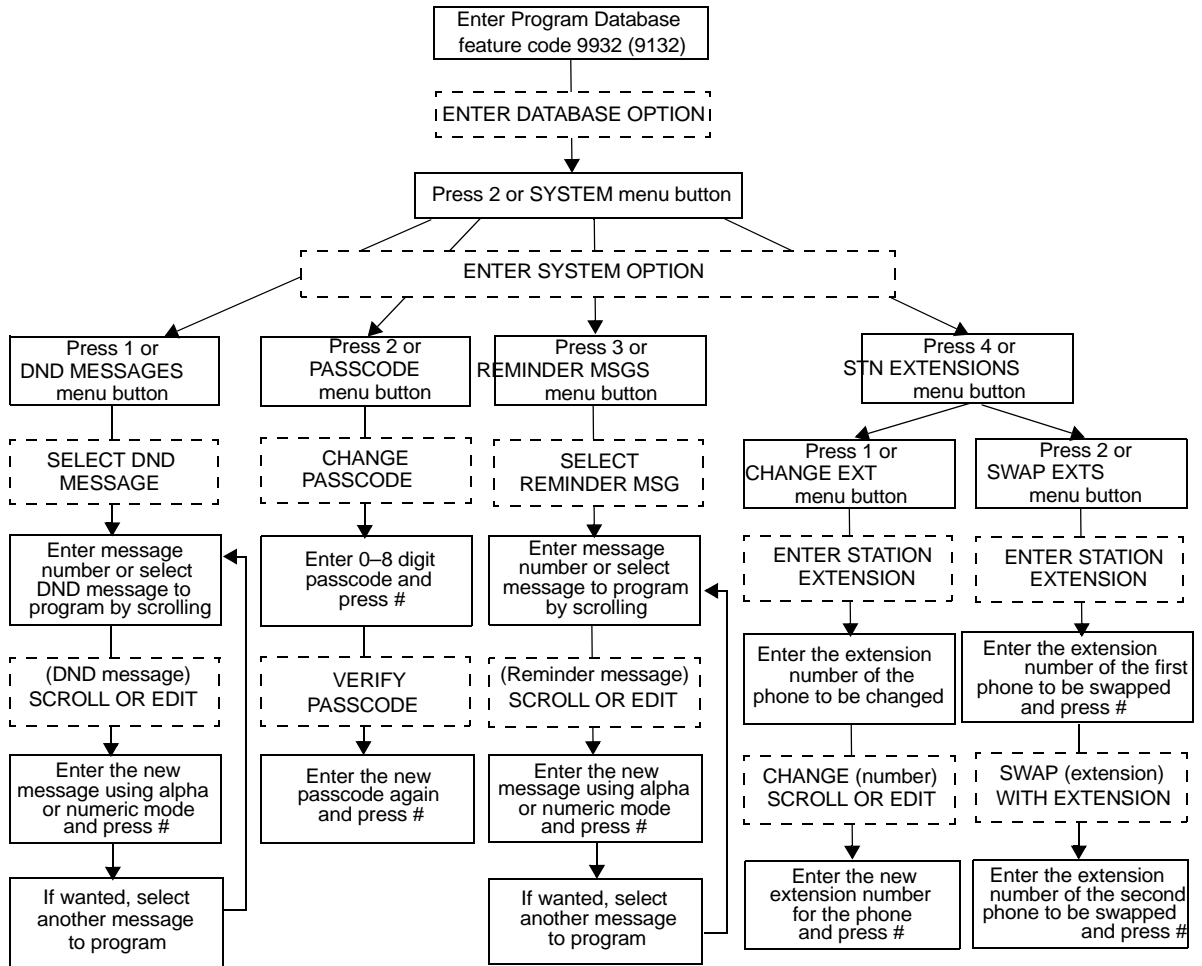 Enter Program Database
feature code 9932 (9132)
ENTER DATABASE OPTION
Press 2 or SYSTEM menu button
ENTER SYSTEM OPTION
Press 1 or
DND MESSAGES
menu button
SELECT DND
MESSAGE
Enter message
number or select
DND message to
program by scrolling
(DND message)
SCROLL OR EDIT
Enter the new
message using alpha
or numeric mode
and press #
If wanted, select
another message
to program
Press 2 or
PASSCODE
menu button
CHANGE
PASSCODE
Enter 0–8 digit
passcode and
press #
VERIFY
PASSCODE
Enter the new
passcode again
and press #
Press 3 or
REMINDER MSGS
menu button
SELECT
REMINDER MSG
Enter message
number or select
message to program
by scrolling
(Reminder message)
SCROLL OR EDIT
Enter the new
message using alpha
or numeric mode
and press #
If wanted, select
another message
to program
Press 4 or
STN EXTENSIONS
menu button
Press 1 or
CHANGE EXT
menu button
ENTER STATION
EXTENSION
Enter the extension
number of the
phone to be changed
CHANGE (number)
SCROLL OR EDIT
Enter the new
extension number
for the phone
and press #
Press 2 or
SWAP EXTS
menu button
ENTER STATION
EXTENSION
Enter the extension
number of the first
phone to be swapped
and press #
SWAP (extension)
WITH EXTENSION
Enter the extension
number of the second
phone to be swapped
and press #